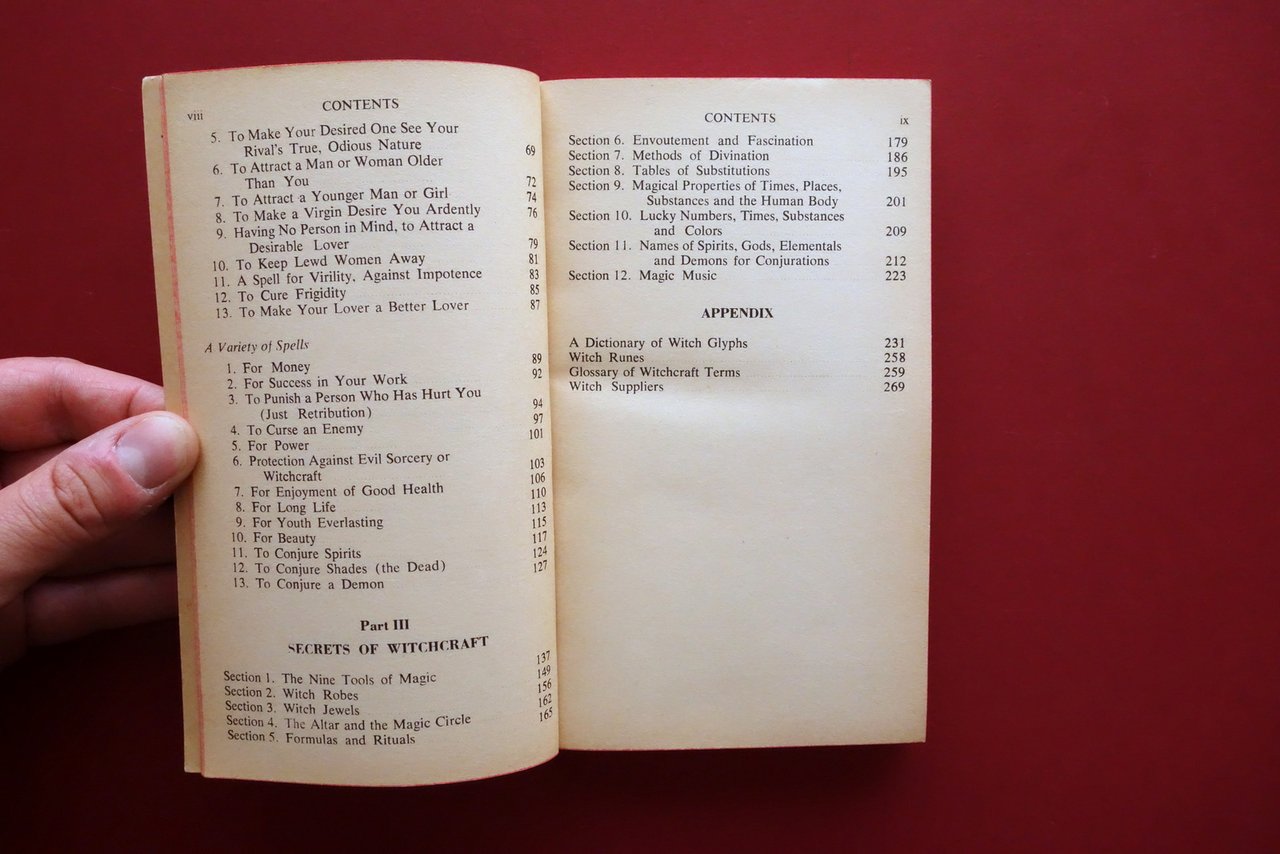 viii
CONTENTS
5. To Make Your Desired One See Your
Rival's True, Odious Nature 69
6. To Attract a Man or Woman Older
Than You 72
7. To Attract a Younger Man or Girl 74
8. To Make a Virgin Desire You Ardently 76
9. Having No Person in Mind, to Attract a
Desirable Lover 79
10. To Keep Lewd Women Away 81
11. A Spell for Virility, Against Impotence 83
12. To Cure Frigidity 85
13. To Make Your Lover a Better Lover 87
A Variety of Spells
1. For Money 89
2. For Success in Your Work 92
3. To Punish a Person Who Has Hurt You
(Just Retribution) 94
4. To Curse an Enemy 97
5. For Power 101
6. Protection Against Evil Sorcery or
Witchcraft 103
7. For Enjoyment of Good Health 106
8. For Long Life 110
9. For Youth Everlasting 113
10. For Beauty 115
11. To Conjure Spirits 117
12. To Conjure Shades (the Dead) 124
13. To Conjure a Demon 127
Part III
SECRETS OF WITCHCRAFT
Section 1. The Nine Tools of Magic 137
Section 2. Witch Robes 149
Section 3. Witch Jewels 156
Section 4. The Altar and the Magic Circle 162
Section 5. Formulas and Rituals 165
CONTENTS
ix
Section 6. Envoutement and Fascination 179
Section 7. Methods of Divination 186
Section 8. Tables of Substitutions 195
Section 9. Magical Properties of Times, Places,
Substances and the Human Body 201
Section 10. Lucky Numbers, Times, Substances
and Colors 209
Section 11. Names of Spirits, Gods, Elementals
and Demons for Conjurations 212
Section 12. Magic Music 223
APPENDIX
A Dictionary of Witch Glyphs 231
Witch Runes 258
Glossary of Witchcraft Terms 259
Witch Suppliers 269